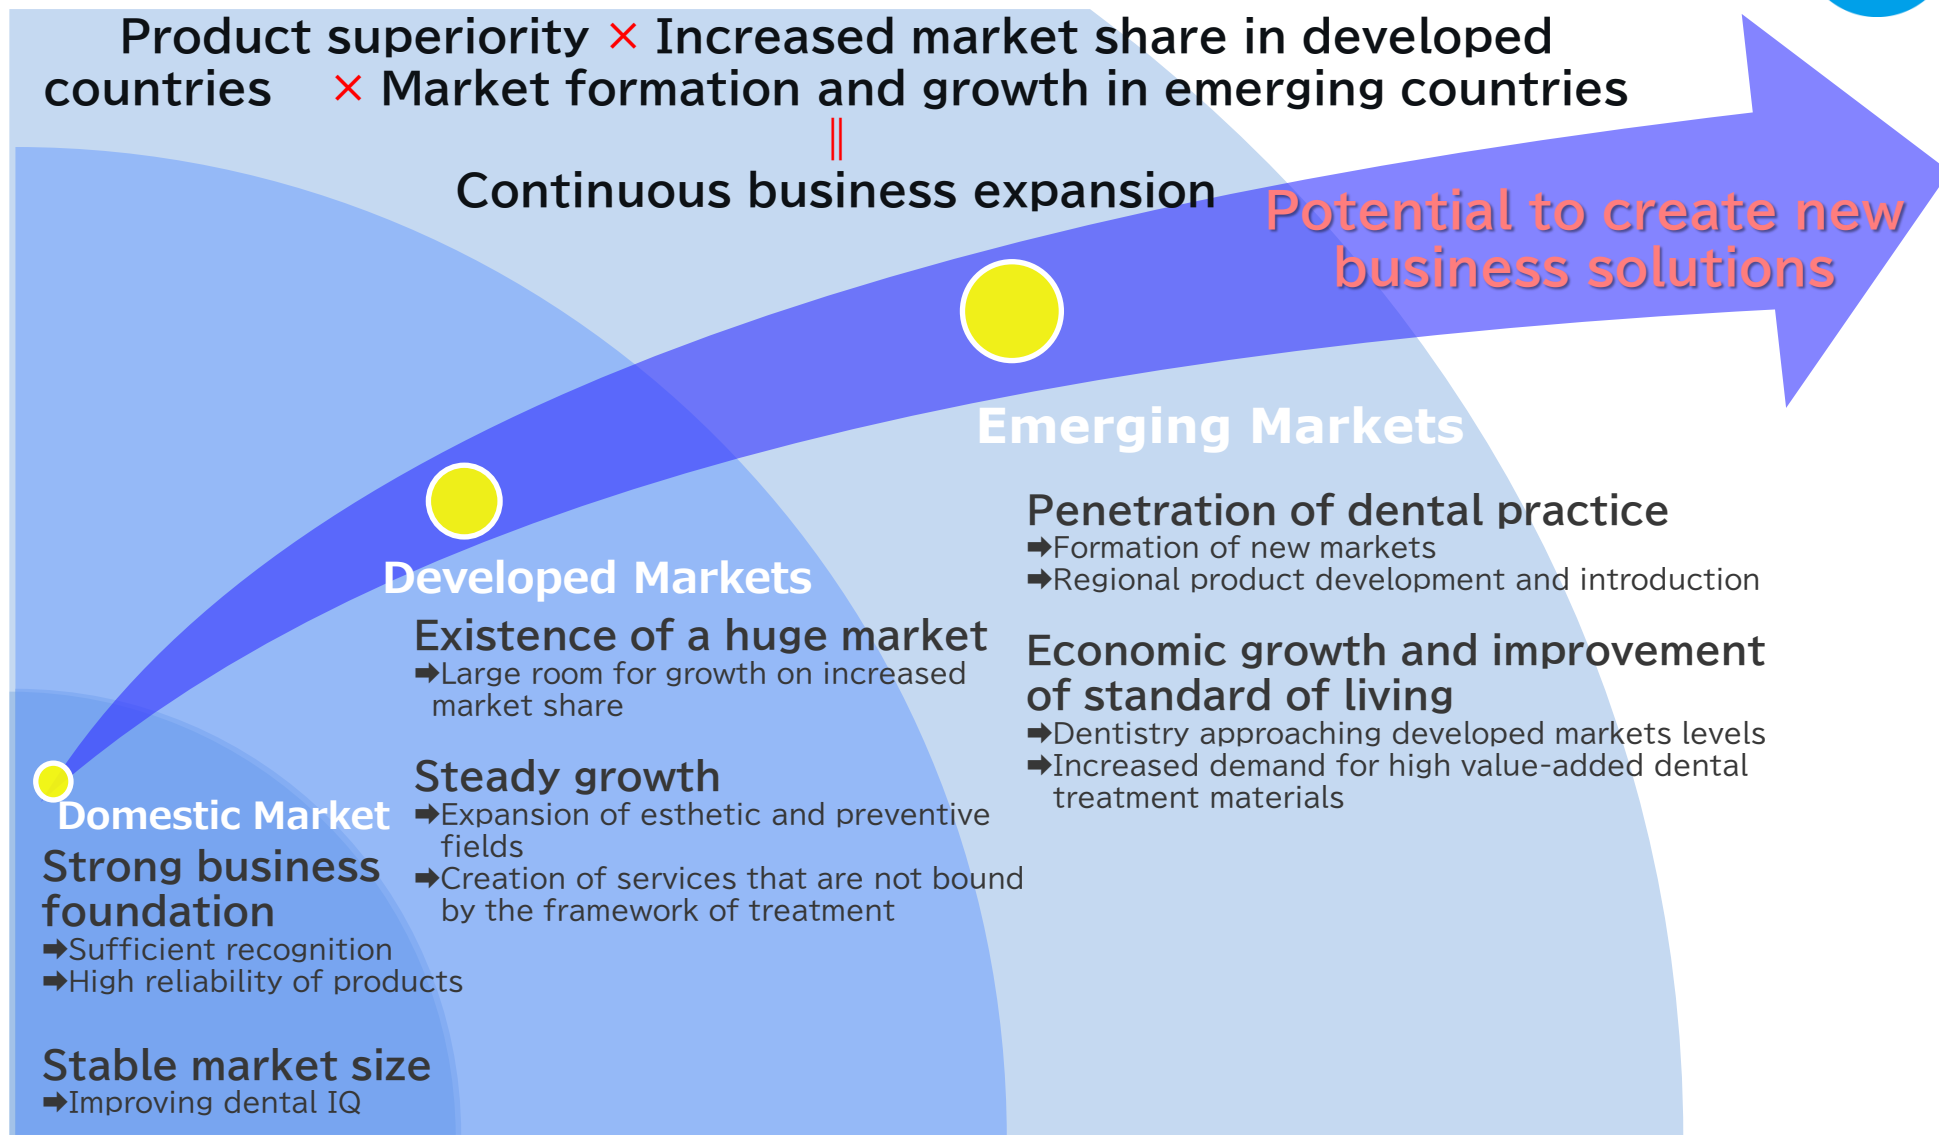 Product superiority × Increased market share in developed
countries × Market formation and growth in emerging countries
||
Continuous business expansion
Potential to create new
business solutions
Emerging Markets
Penetration of dental practice
➡Formation of new markets
➡Regional product development and introduction
Economic growth and improvement
of standard of living
➡Dentistry approaching developed markets levels
➡Increased demand for high value-added dental
treatment materials
Developed Markets
Existence of a huge market
➡Large room for growth on increased
market share
Steady growth
➡Expansion of esthetic and preventive
fields
➡Creation of services that are not bound
by the framework of treatment
Domestic Market
Strong business
foundation
➡Sufficient recognition
➡High reliability of products
Stable market size
➡Improving dental IQ